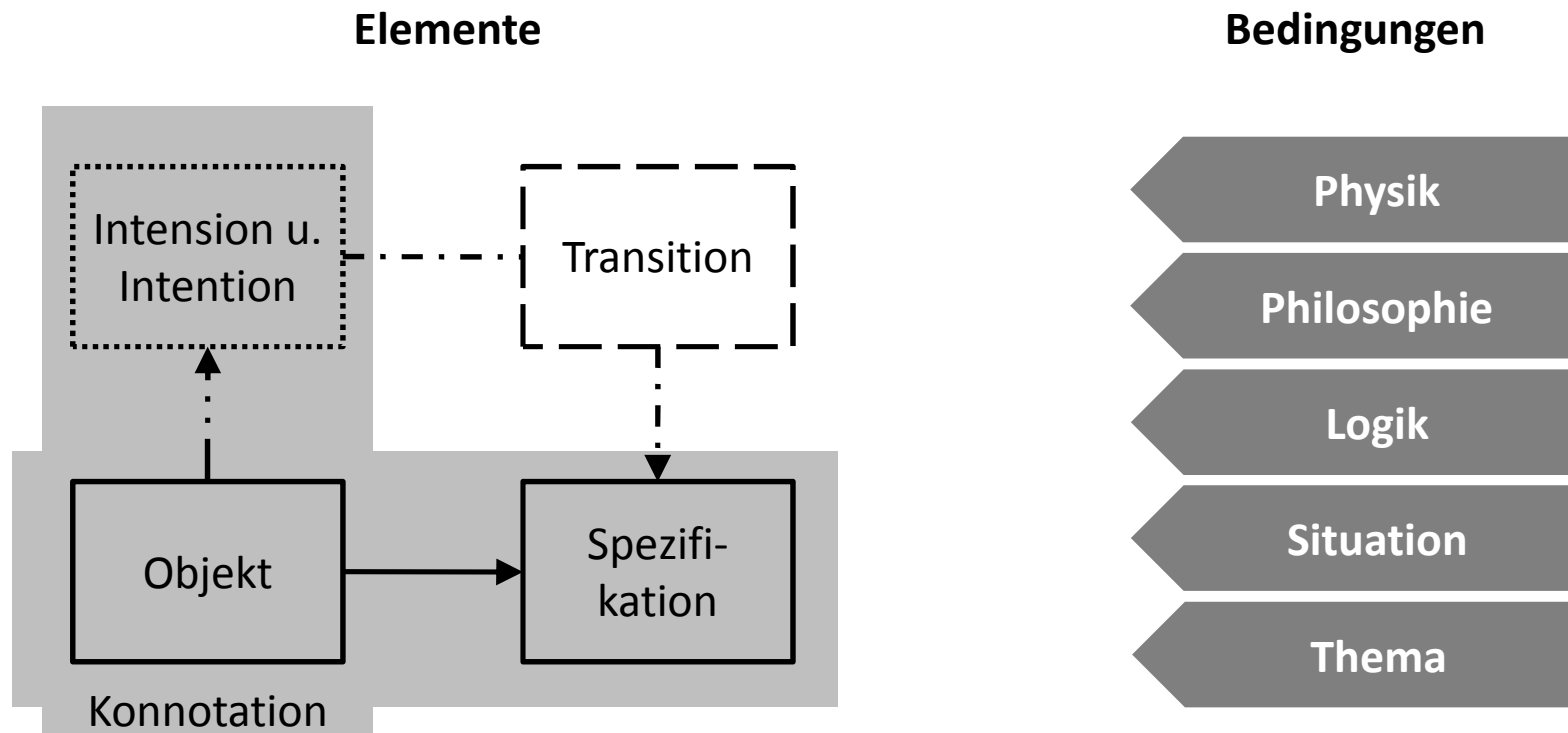 Elemente
Bedingungen
Intension u.
Intention
Transition
Objekt
Spezifi-
kation
Konnotation
Physik
Philosophie
Logik
Situation
Thema